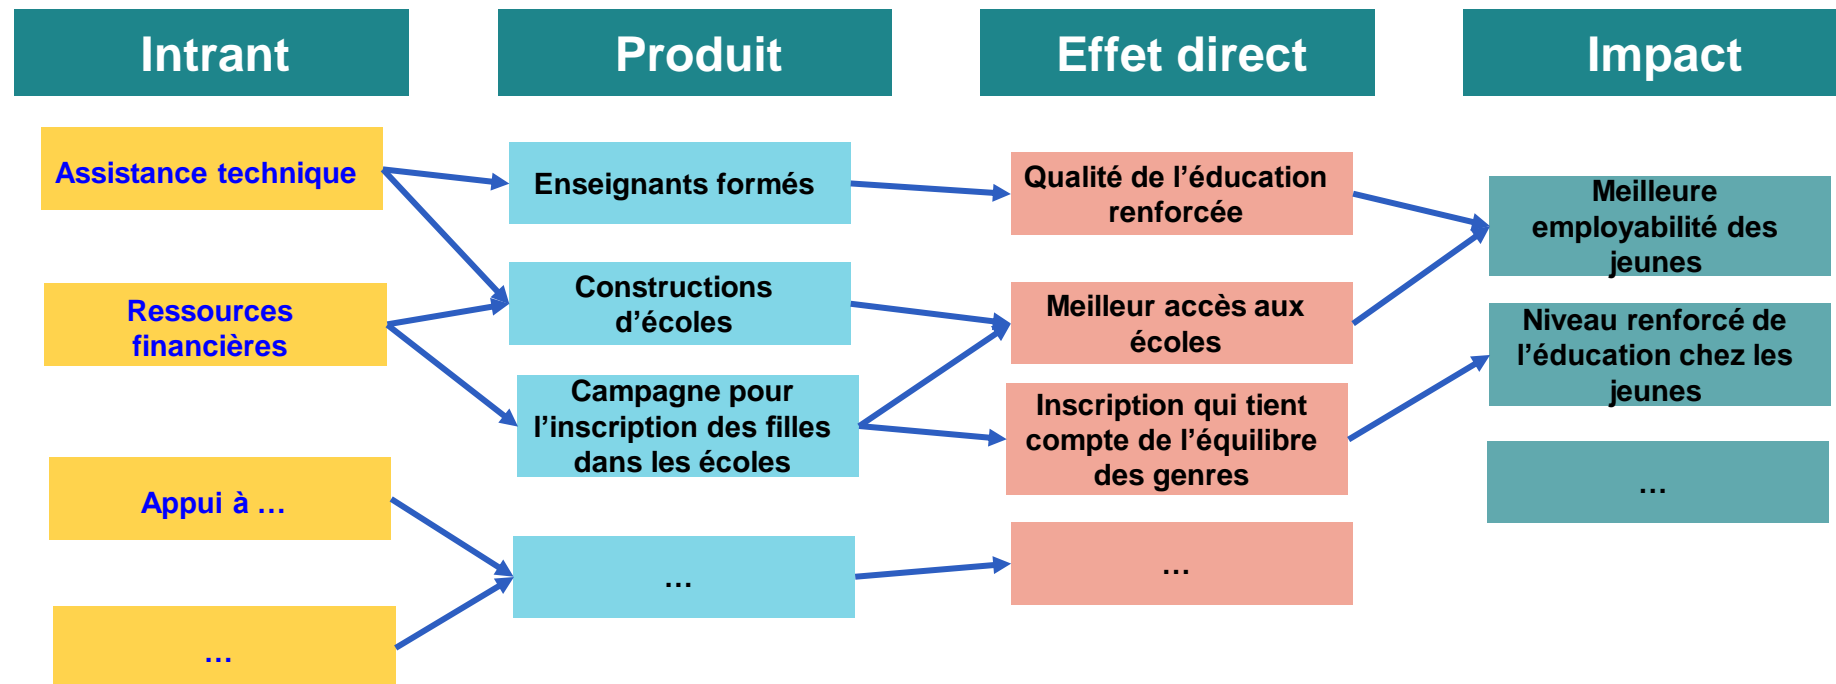 Intrant
Produit
Effet direct
Impact
Assistance technique
Ressources
financières
Appui à …
…
Enseignants formés
Constructions
d’écoles
Campagne pour
l’inscription des filles
dans les écoles
…
Qualité de l’éducation
renforcée
Meilleur accès aux
écoles
Inscription qui tient
compte de l’équilibre
des genres
…
Meilleure
employabilité des
jeunes
Niveau renforcé de
l’éducation chez les
jeunes
…